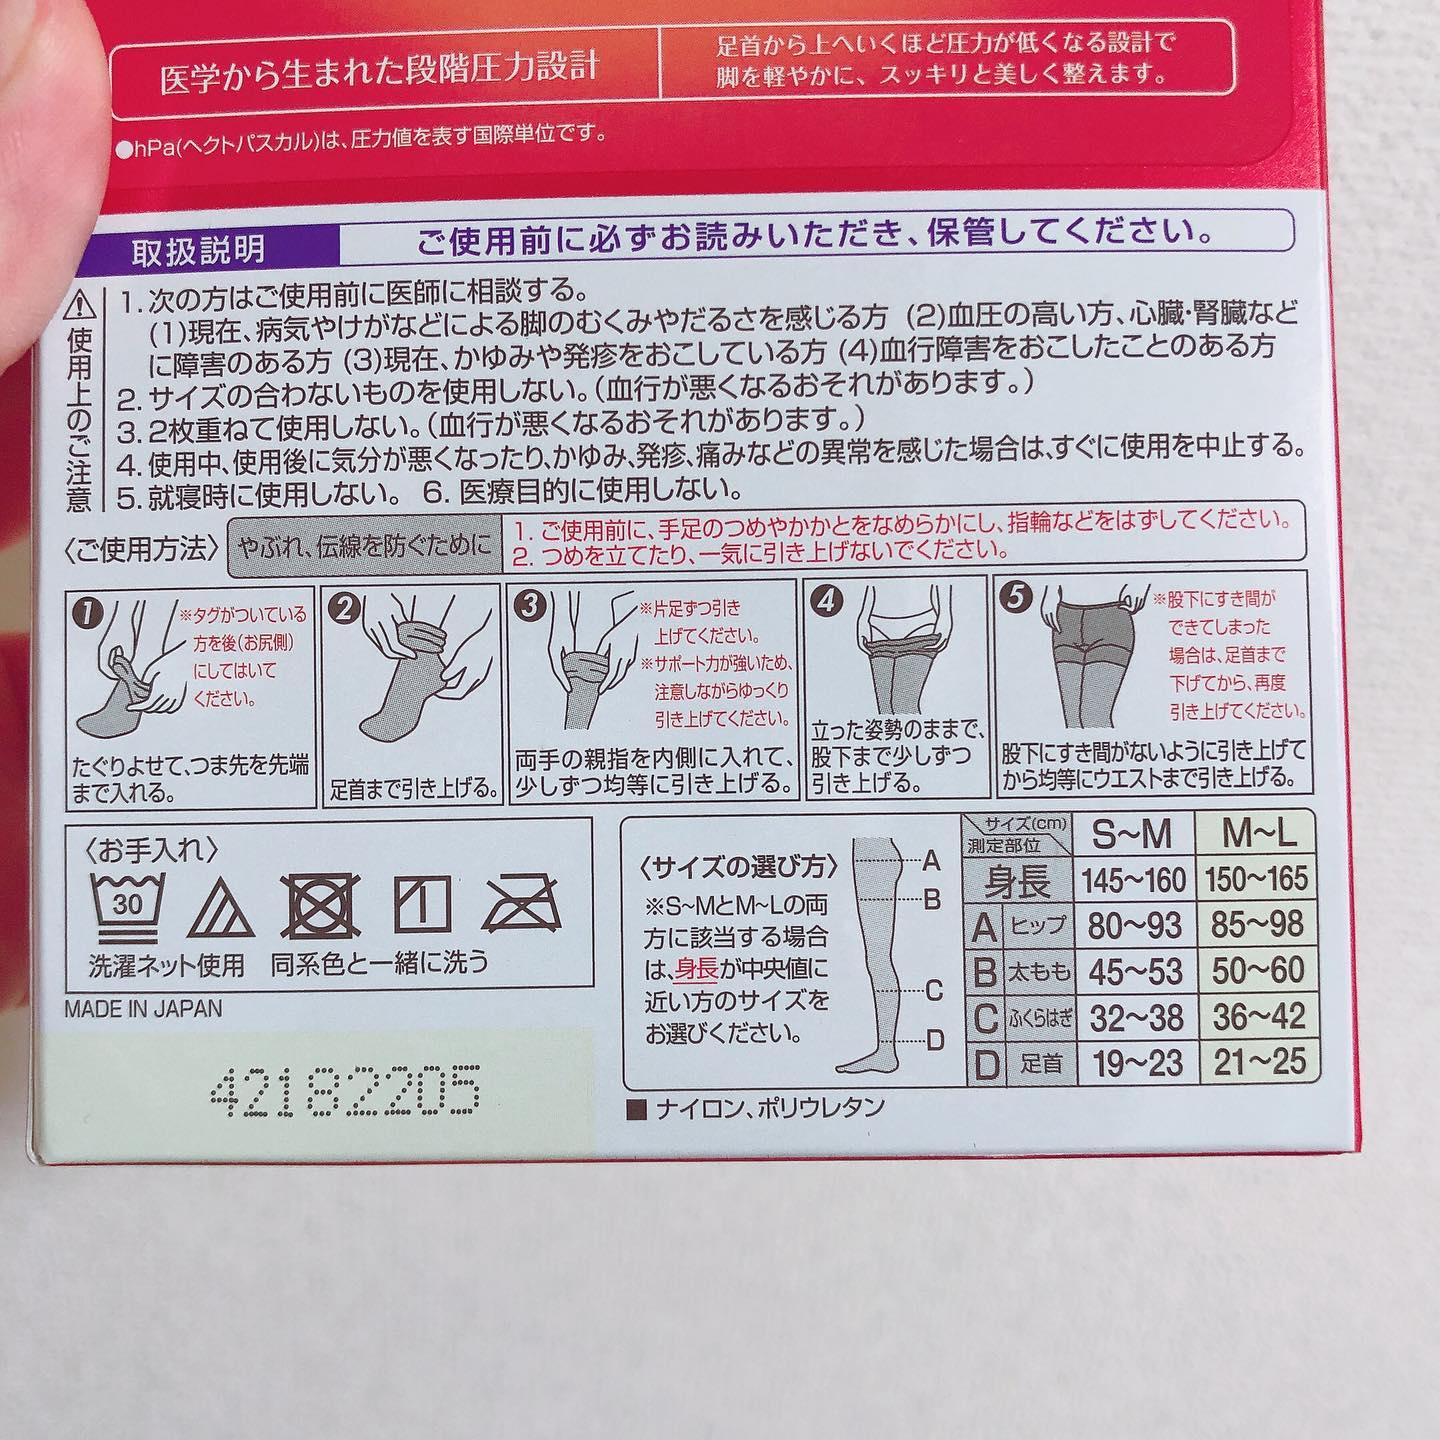 医学から生まれた段階圧力設計
足首から上へいくほど圧力が低くなる設計で
脚を軽やかに、スッキリと美しく整えます。
●hPa(ヘクトパスカル)は、圧力値を表す国際単位です。
取扱説明
ご使用前に必ずお読みいただき、保管してください。
⚠使用上のご注意
1. 次の方はご使用前に医師に相談する。
(1)現在、病気やけがなどによる脚のむくみやだるさを感じる方 (2)血圧の高い方、心臓・腎臓など
に障害のある方 (3)現在、かゆみや発疹をおこしている方 (4)血行障害をおこしたことのある方
2. サイズの合わないものを使用しない。(血行が悪くなるおそれがあります。)
3. 2枚重ねて使用しない。(血行が悪くなるおそれがあります。)
4. 使用中、使用後に気分が悪くなったり、かゆみ、発疹、痛みなどの異常を感じた場合は、すぐに使用を中止する。
5. 就寝時に使用しない。 6. 医療目的に使用しない。
〈ご使用方法〉
やぶれ、伝線を防ぐために
1. ご使用前に、手足のつめやかかとをなめらかにし、指輪などをはずしてください。
2. つめを立てたり、一気に引き上げないでください。
1
※タグがついている
方を後(お尻側)
にしてはいて
ください。
たぐりよせて、つま先を先端
まで入れる。
2
足首まで引き上げる。
3
※片足ずつ引き
上げてください。
※サポート力が強いため、
注意しながらゆっくり
引き上げてください。
両手の親指を内側に入れて、
少しずつ均等に引き上げる。
4
立った姿勢のままで、
股下まで少しずつ
引き上げる。
5
※股下にすき間が
できてしまった
場合は、足首まで
下げてから、再度
引き上げてください。
股下にすき間がないように引き上げて
から均等にウエストまで引き上げる。
〈お手入れ〉
30
洗濯ネット使用 同系色と一緒に洗う
MADE IN JAPAN
42182205
〈サイズの選び方〉
※S~MとM~Lの両
方に該当する場合
は、身長が中央値に
近い方のサイズを
お選びください。
A
B
C
D
サイズ(cm)
測定部位
S~M M~L
身長 145~160 150~165
A ヒップ 80~93 85~98
B 太もも 45~53 50~60
C ふくらはぎ 32~38 36~42
D 足首 19~23 21~25
■ ナイロン、ポリウレタン